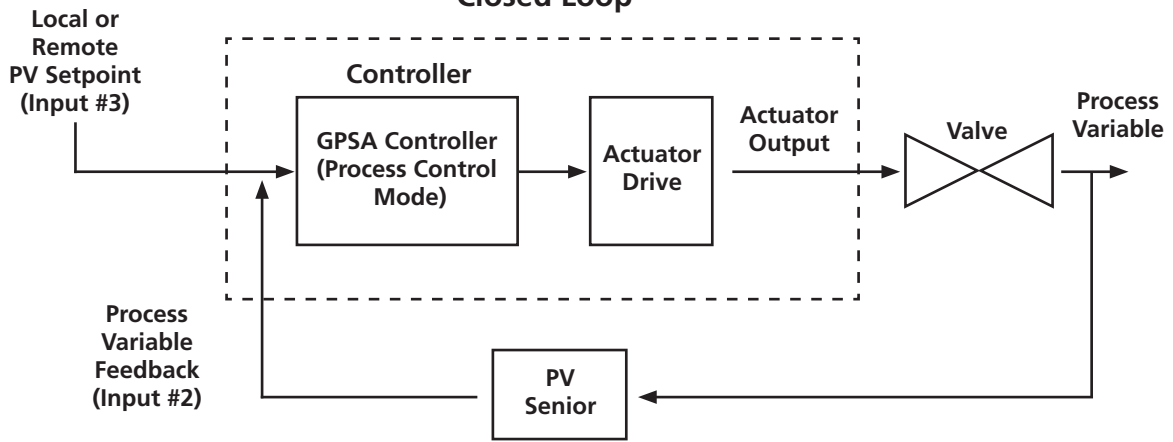 Closed Loop
Local or
Remote
PV Setpoint
(Input #3)
Controller
GPSA Controller
(Process Control
Mode)
Actuator
Drive
Actuator
Output
Valve
Process
Variable
Process
Variable
Feedback
(Input #2)
PV
Senior